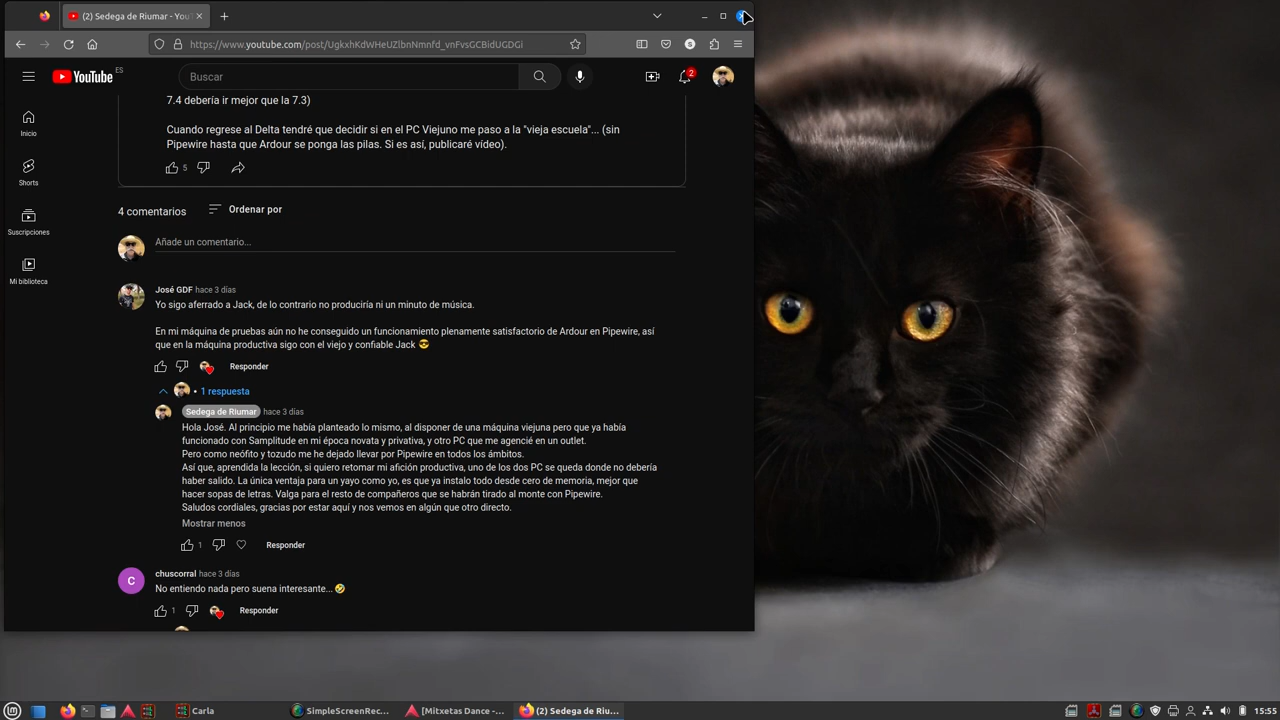 (2) Sedega de Riumar - YouT
https://www.youtube.com/post/UgkxhKdWHeUZlbnNmnfd_vnFvsGCBidUGDGi
S
YouTube ES
Buscar
2
Inicio
Shorts
Suscripciones
Mi biblioteca
7.4 debería ir mejor que la 7.3)
Cuando regrese al Delta tendré que decidir si en el PC Viejuno me paso a la "vieja escuela"... (sin
Pipewire hasta que Ardour se ponga las pilas. Si es así, publicaré vídeo).
5
4 comentarios
Ordenar por
Añade un comentario...
José GDF hace 3 días
Yo sigo aferrado a Jack, de lo contrario no produciría ni un minuto de música.
En mi máquina de pruebas aún no he conseguido un funcionamiento plenamente satisfactorio de Ardour en Pipewire, así
que en la máquina productiva sigo con el viejo y confiable Jack 😎
Responder
• 1 respuesta
Sedega de Riumar hace 3 días
Hola José. Al principio me había planteado lo mismo, al disponer de una máquina viejuna pero que ya había
funcionado con Samplitude en mi época novata y privativa, y otro PC que me agencié en un outlet.
Pero como neófito y tozudo me he dejado llevar por Pipewire en todos los ámbitos.
Así que, aprendida la lección, si quiero retomar mi afición productiva, uno de los dos PC se queda donde no debería
haber salido. La única ventaja para un yayo como yo, es que ya instalo todo desde cero de memoria, mejor que
hacer sopas de letras. Valga para el resto de compañeros que se habrán tirado al monte con Pipewire.
Saludos cordiales, gracias por estar aquí y nos vemos en algún que otro directo.
Mostrar menos
1
Responder
C
chuscorral hace 3 días
No entiendo nada pero suena interesante... 🤣
1
Responder
Carla
SimpleScreenRec...
[Mitxetas Dance -...
(2) Sedega de Riu...
15:55